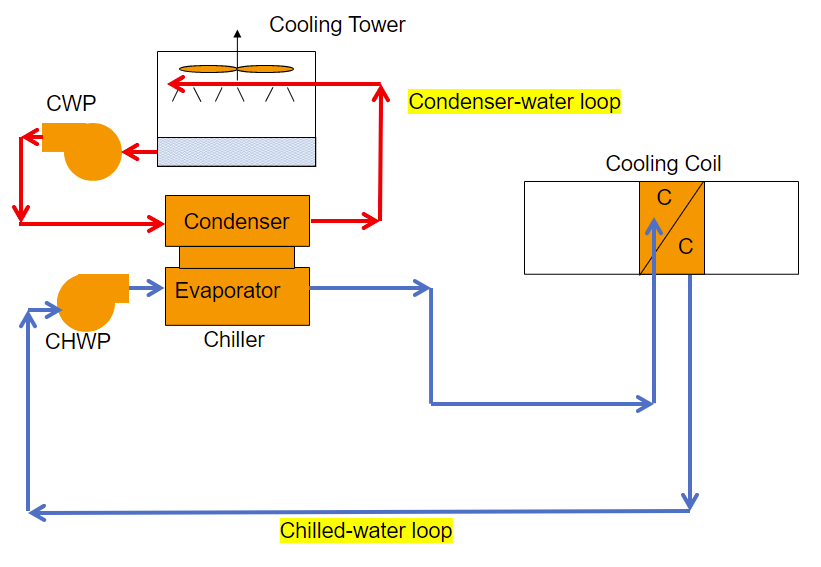 Cooling Tower
CWP
Condenser-water loop
Cooling Coil
C
C
Condenser
Evaporator
CHWP
Chiller
Chilled-water loop